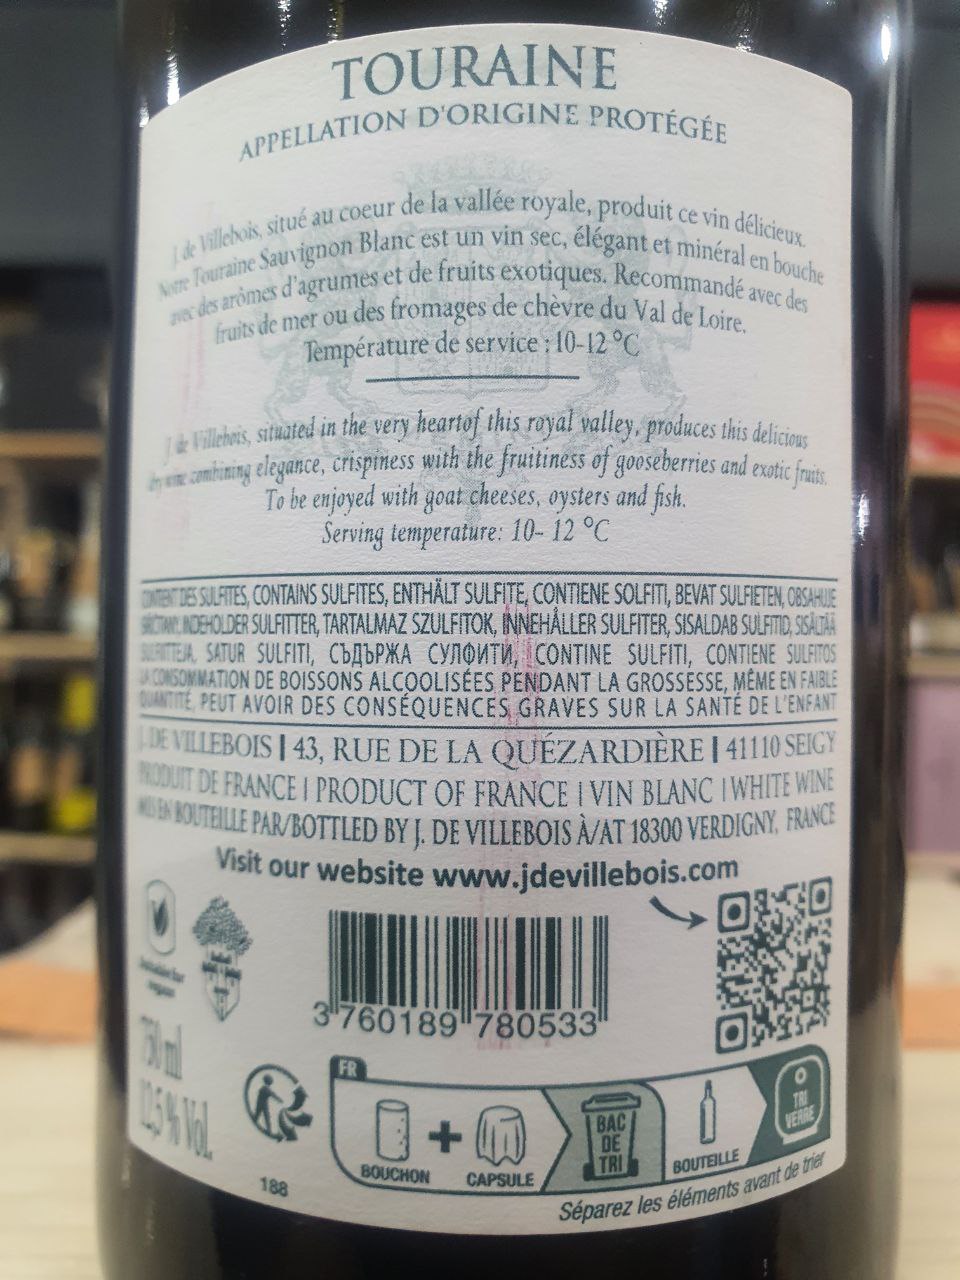 TOURAINE
APPELLATION D'ORIGINE PROTÉGÉE
J. de Villebois, situé au coeur de la vallée royale, produit ce vin délicieux.
Notre Touraine Sauvignon Blanc est un vin sec, élégant et minéral en bouche
avec des arômes d'agrumes et de fruits exotiques. Recommandé avec des
fruits de mer ou des fromages de chèvre du Val de Loire.
Température de service : 10-12 °C
J. de Villebois, situated in the very heartof this royal valley, produces this delicious
dry wine combining elegance, crispiness with the fruitiness of gooseberries and exotic fruits.
To be enjoyed with goat cheeses, oysters and fish.
Serving temperature: 10- 12 °C
CONTIENT DES SULFITES, CONTAINS SULFITES, ENTHÄLT SULFITE, CONTIENE SOLFITI, BEVAT SULFIETEN, OBSAHUJE
SIŘIČITANY, INDEHOLDER SULFITTER, TARTALMAZ SZULFITOK, INNEHÅLLER SULFITER, SISALDAB SULFITID, SISÄLTÄÄ
SULFIITTEJA, SATUR SULFITI, СЪДЪРЖА СУЛФИТИ, CONTINE SULFITI, CONTIENE SULFITOS
LA CONSOMMATION DE BOISSONS ALCOOLISÉES PENDANT LA GROSSESSE, MÊME EN FAIBLE
QUANTITÉ, PEUT AVOIR DES CONSÉQUENCES GRAVES SUR LA SANTÉ DE L'ENFANT
J. DE VILLEBOIS | 43, RUE DE LA QUÉZARDIÈRE | 41110 SEIGY
PRODUIT DE FRANCE | PRODUCT OF FRANCE | VIN BLANC | WHITE WINE
MIS EN BOUTEILLE PAR/BOTTLED BY J. DE VILLEBOIS À/AT 18300 VERDIGNY, FRANCE
Visit our website www.jdevillebois.com
3 760189 780533
750 ml
12,5 % Vol.
188
FR
BOUCHON
+
CAPSULE
BAC
DE
TRI
BOUTEILLE
TRI
VERRE
Séparez les éléments avant de trier